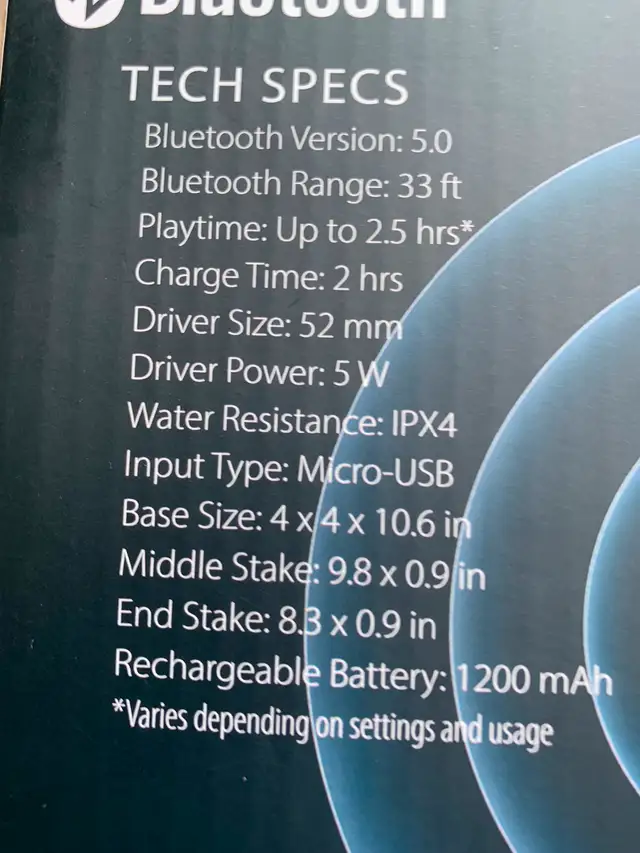 Bluetooth
TECH SPECS
Bluetooth Version: 5.0
Bluetooth Range: 33 ft
Playtime: Up to 2.5 hrs*
Charge Time: 2 hrs
Driver Size: 52 mm
Driver Power: 5 W
Water Resistance: IPX4
Input Type: Micro-USB
Base Size: 4 x 4 x 10.6 in
Middle Stake: 9.8 x 0.9 in
End Stake: 8.3 x 0.9 in
Rechargeable Battery: 1200 mAh
*Varies depending on settings and usage